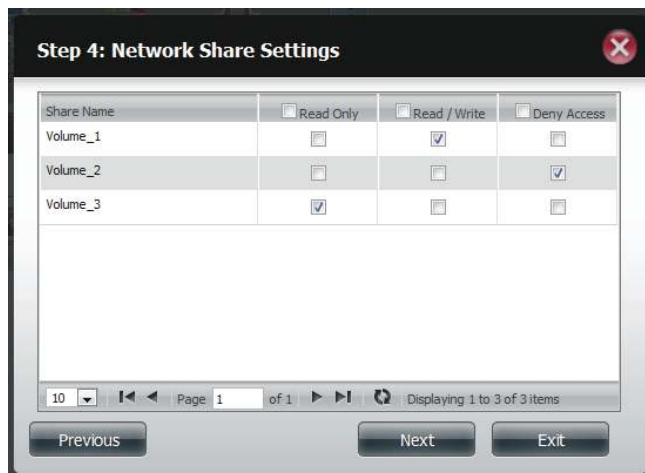 Step 4: Network Share Settings
Share Name Read Only Read / Write Deny Access
Volume_1
Volume_2
Volume_3
10 Page 1 of 1 Displaying 1 to 3 of 3 items
Previous Next Exit